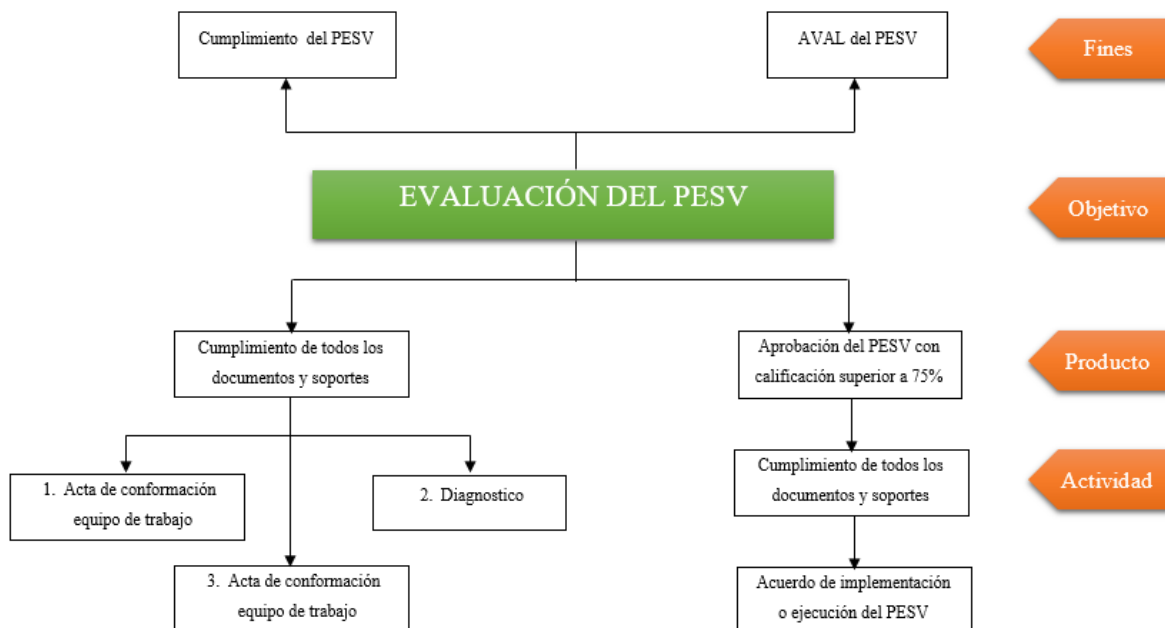 Cumplimiento del PESV
AVAL del PESV
Fines
EVALUACIÓN DEL PESV
Objetivo
Cumplimiento de todos los
documentos y soportes
Aprobación del PESV con
calificación superior a 75%
Producto
1. Acta de conformación
equipo de trabajo
2. Diagnostico
Cumplimiento de todos los
documentos y soportes
Actividad
3. Acta de conformación
equipo de trabajo
Acuerdo de implementación
o ejecución del PESV